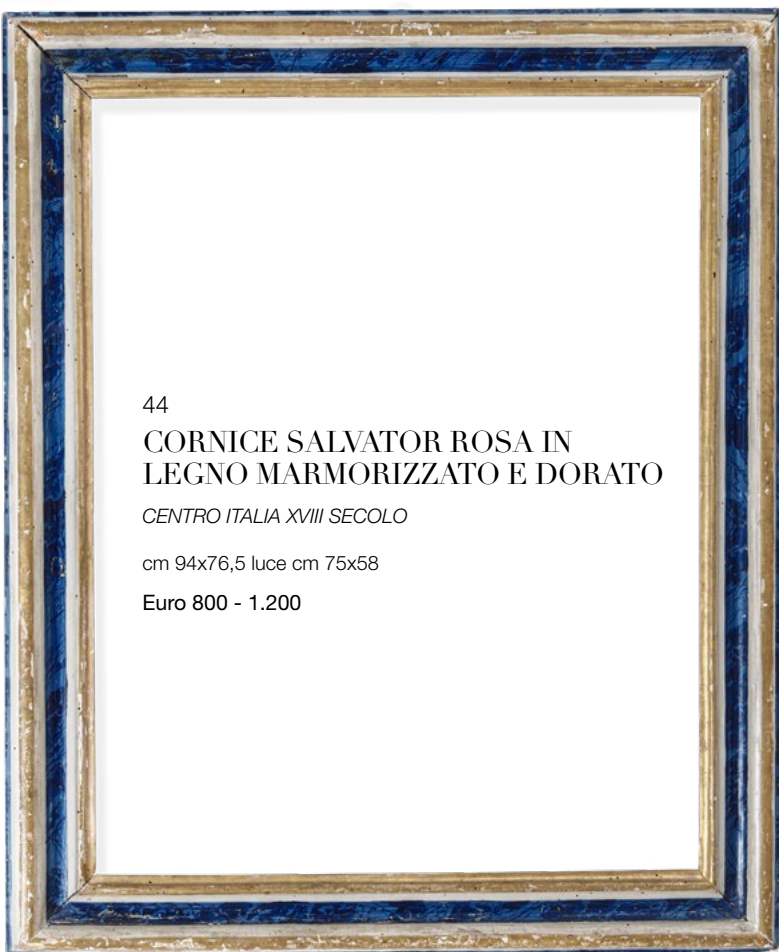 44
CORNICE SALVATOR ROSA IN
LEGNO MARMORIZZATO E DORATO
CENTRO ITALIA XVIII SECOLO
cm 94x76,5 luce cm 75x58
Euro 800 - 1.200